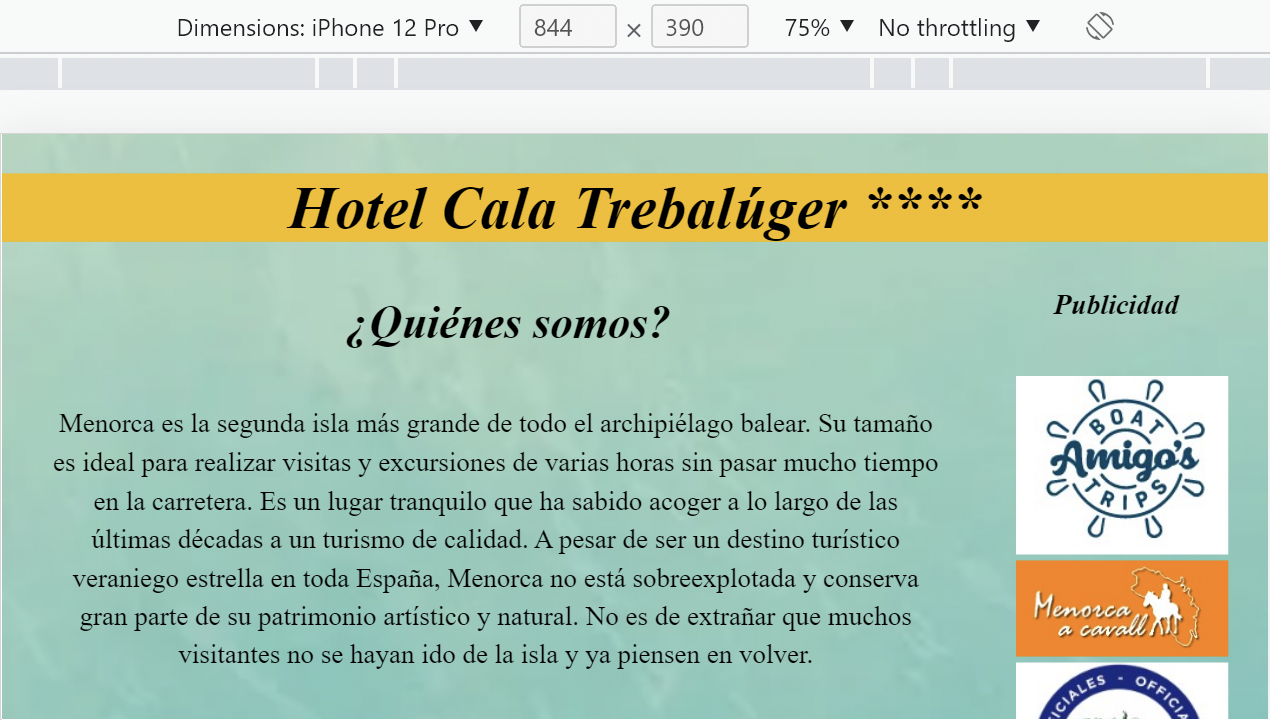 Dimensions: iPhone 12 Pro ▼ 844 × 390 75% ▼ No throttling ▼
Hotel Cala Trebalúger ****
¿Quiénes somos?
Menorca es la segunda isla más grande de todo el archipiélago balear. Su tamaño
es ideal para realizar visitas y excursiones de varias horas sin pasar mucho tiempo
en la carretera. Es un lugar tranquilo que ha sabido acoger a lo largo de las
últimas décadas a un turismo de calidad. A pesar de ser un destino turístico
veraniego estrella en toda España, Menorca no está sobreexplotada y conserva
gran parte de su patrimonio artístico y natural. No es de extrañar que muchos
visitantes no se hayan ido de la isla y ya piensen en volver.
Publicidad
BOAT
Amigo's
TRIPS
Menorca
a cavall